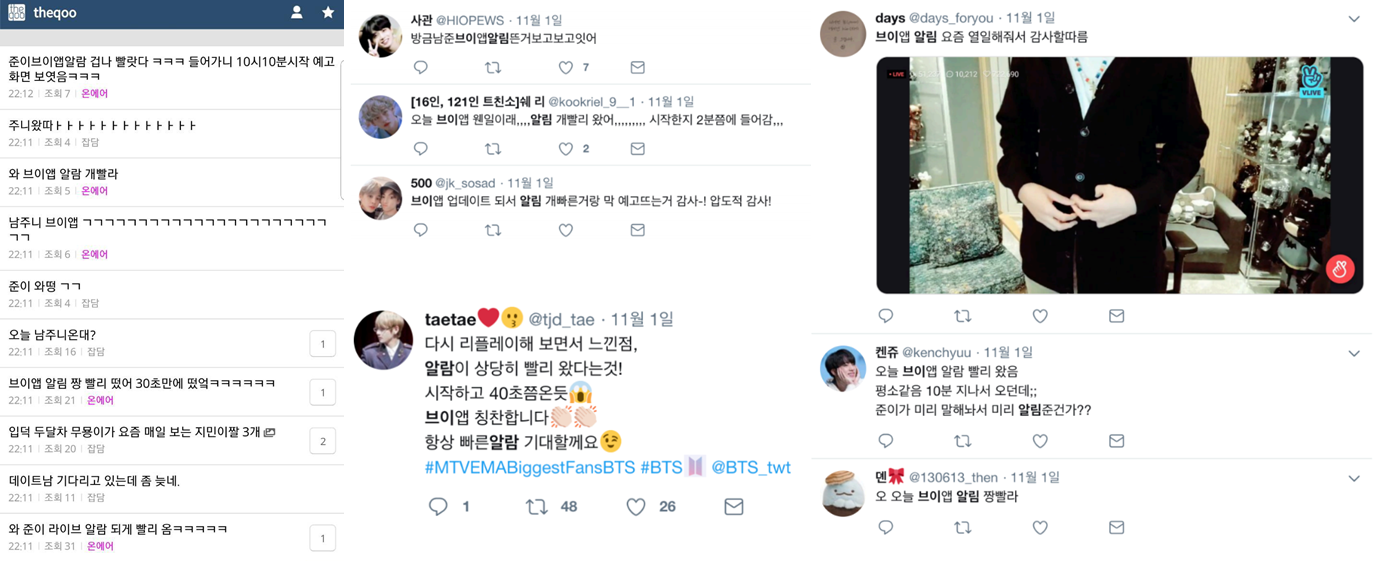 theqoo
준이브이앱알람 겁나 빨랏다 ㅋㅋㅋ 들어가니 10시10분시작 예고
화면 보엿음ㅋㅋㅋ
22:12 | 조회 7 | 온에어
주니왔따ㅏㅏㅏㅏㅏㅏㅏㅏㅏㅏㅏㅏㅏ
22:11 | 조회 4 | 잡담
와 브이앱 알람 개빨라
22:11 | 조회 5 | 온에어
남주니 브이앱 ㄱㄱㄱㄱㄱㄱㄱㄱㄱㄱㄱㄱㄱㄱㄱㄱㄱㄱㄱㄱㄱㄱ
ㄱㄱ
22:11 | 조회 6 | 온에어
준이 와떵 ㄱㄱ
22:11 | 조회 4 | 잡담
오늘 남주니온대?
22:11 | 조회 16 | 잡담
1
브이앱 알림 짱 빨리 떴어 30초만에 떴엌ㅋㅋㅋㅋㅋㅋ
22:11 | 조회 21 | 온에어
1
입덕 두달차 무묭이가 요즘 매일 보는 지민이짤 3개
22:11 | 조회 20 | 잡담
2
데이트남 기다리고 있는데 좀 늦네.
22:11 | 조회 11 | 잡담
와 준이 라이브 알람 되게 빨리 옴ㅋㅋㅋㅋㅋ
22:11 | 조회 31 | 온에어
1
사관 @HIOPEWS · 11월 1일
방금남준브이앱알림뜬거보고보고잇어
7
[16인, 121인 트친소]쉐 리 @kookriel_9__1 · 11월 1일
오늘 브이앱 웬일이래,,,,알림 개빨리 왔어,,,,,,,,, 시작한지 2분쯤에 들어감,,,
2
500 @jk_sosad · 11월 1일
브이앱 업데이트 되서 알림 개빠른거랑 막 예고뜨는거 감사-! 압도적 감사!
taetae❤️😗 @tjd_tae · 11월 1일
다시 리플레이해 보면서 느낀점,
알람이 상당히 빨리 왔다는것!
시작하고 40초쯤온듯😱
브이앱 칭찬합니다👏🏻👏🏻
항상 빠른알람 기대할께요😉
#MTVEMABiggestFansBTS #BTS @BTS_twt
1 48 26
days @days_foryou · 11월 1일
브이앱 알림 요즘 열일해줘서 감사할따름
LIVE
10,212
VLIVE
켄쥬 @kenchyuu · 11월 1일
오늘 브이앱 알람 빨리 왔음
평소같음 10분 지나서 오던데;;
준이가 미리 말해놔서 미리 알림준건가??
덴🎀 @130613_then · 11월 1일
오 오늘 브이앱 알림 짱빨라